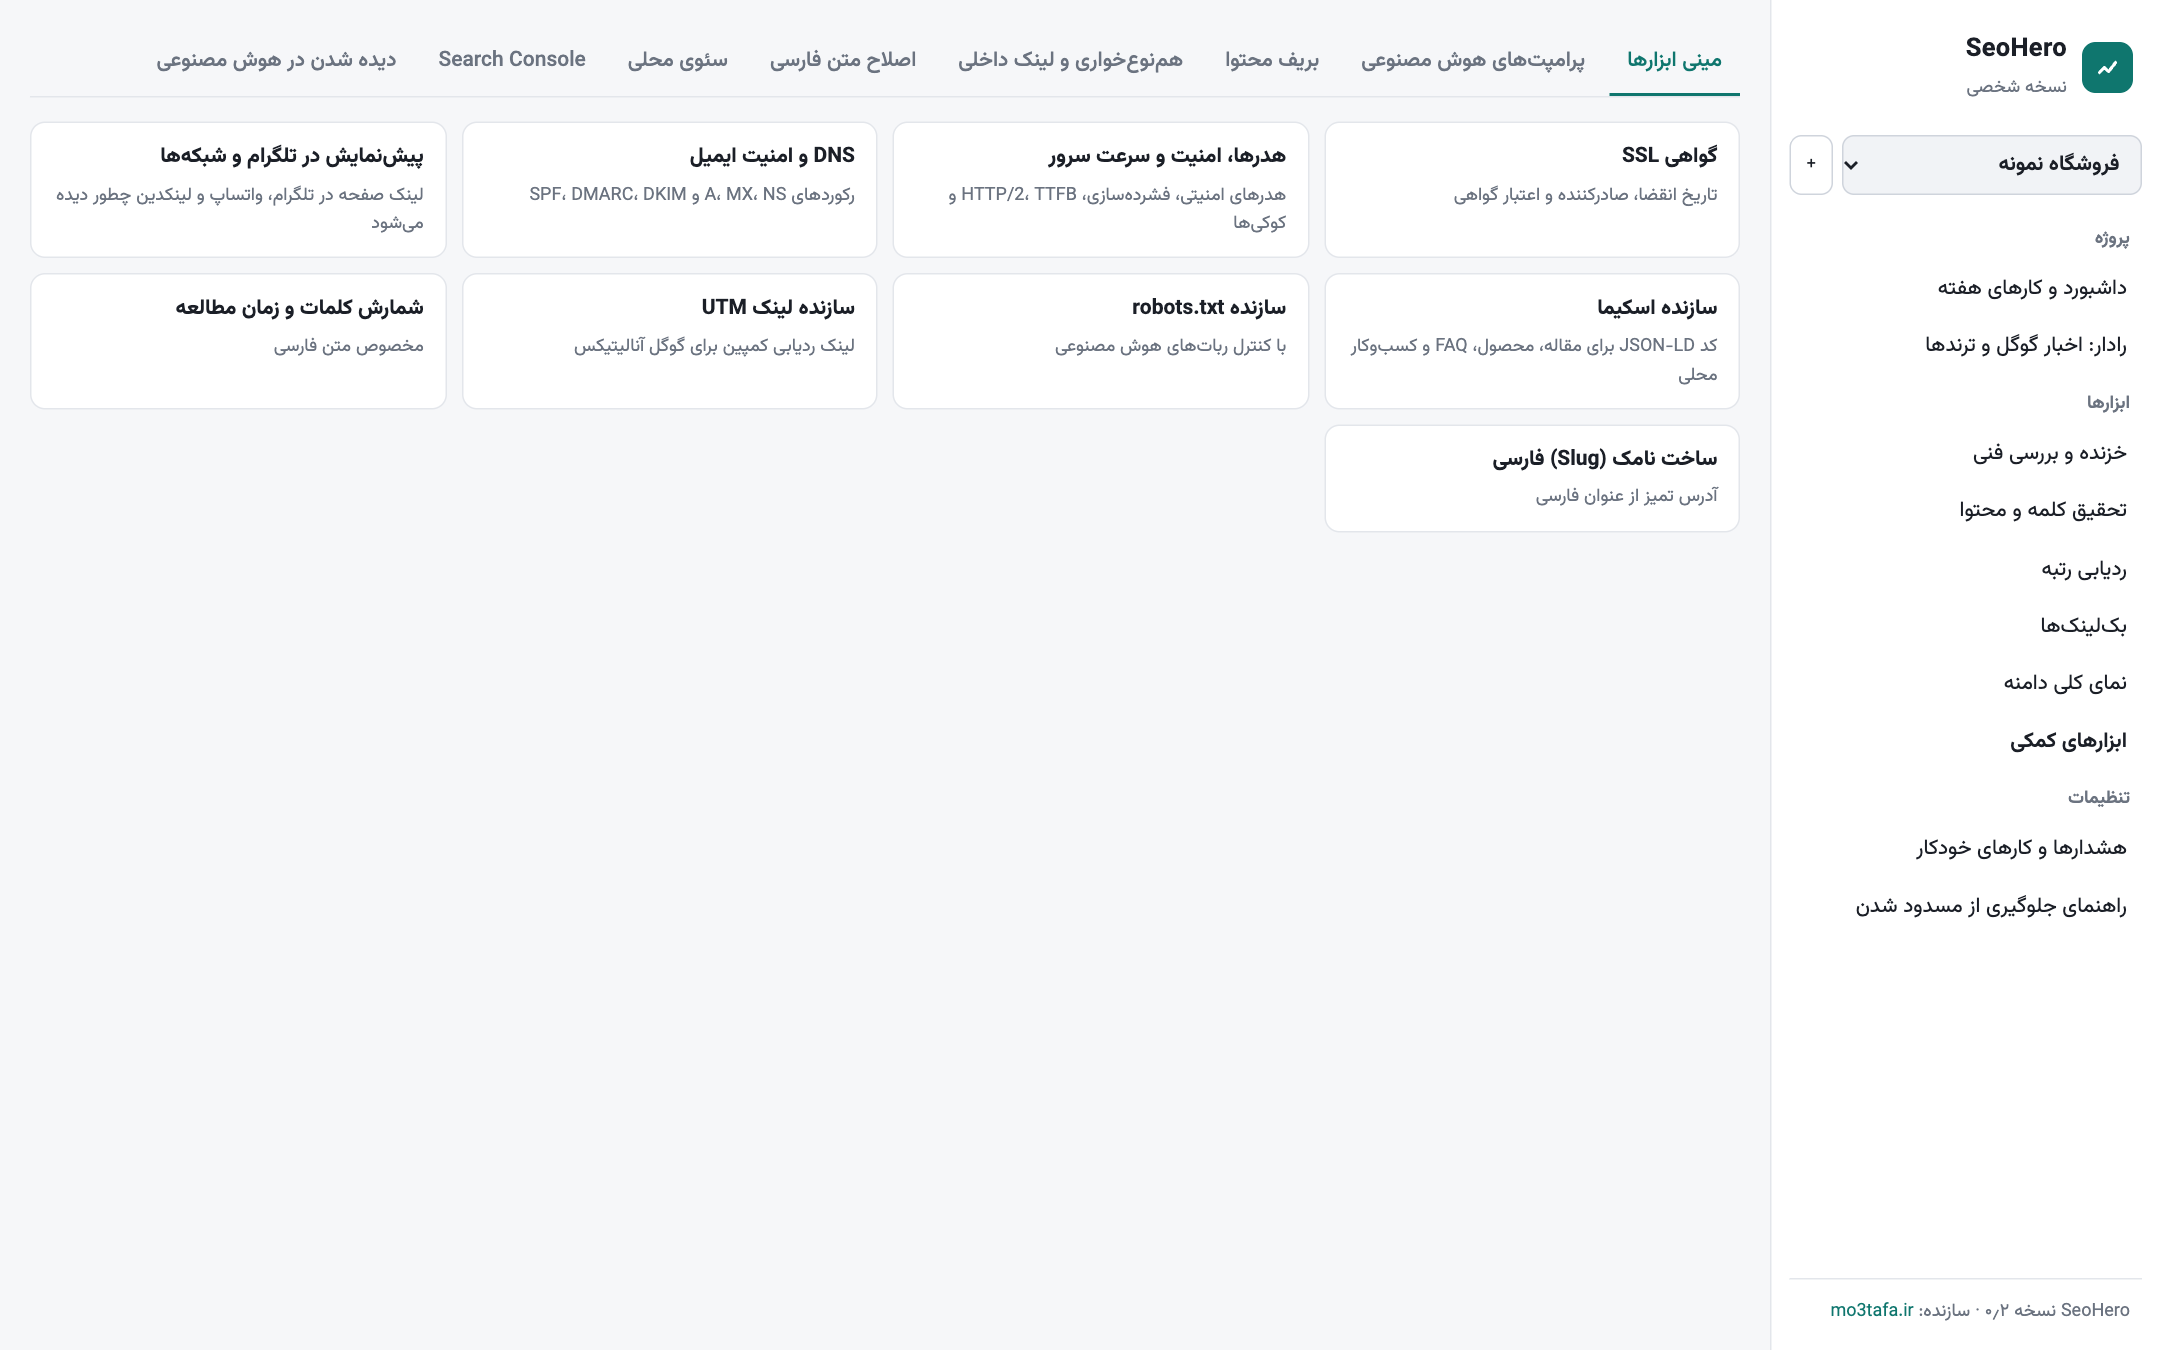 SeoHero
نسخه شخصی
فروشگاه نمونه
+
پروژه
داشبورد و کارهای هفته
رادار: اخبار گوگل و ترندها
ابزارها
خزنده و بررسی فنی
تحقیق کلمه و محتوا
ردیابی رتبه
بک‌لینک‌ها
نمای کلی دامنه
ابزارهای کمکی
تنظیمات
هشدارها و کارهای خودکار
راهنمای جلوگیری از مسدود شدن
SeoHero نسخه ۰٫۲ · سازنده: mo3tafa.ir
مینی ابزارها
پرامپت‌های هوش مصنوعی
بریف محتوا
هم‌نوع‌خواری و لینک داخلی
اصلاح متن فارسی
سئوی محلی
Search Console
دیده شدن در هوش مصنوعی
گواهی SSL
تاریخ انقضا، صادرکننده و اعتبار گواهی
هدرها، امنیت و سرعت سرور
هدرهای امنیتی، فشرده‌سازی، HTTP/2، TTFB و
کوکی‌ها
DNS و امنیت ایمیل
رکوردهای A، MX، NS و SPF، DMARC، DKIM
پیش‌نمایش در تلگرام و شبکه‌ها
لینک صفحه در تلگرام، واتساپ و لینکدین چطور دیده
می‌شود
سازنده اسکیما
کد JSON-LD برای مقاله، محصول، FAQ و کسب‌وکار
محلی
سازنده robots.txt
با کنترل ربات‌های هوش مصنوعی
سازنده لینک UTM
لینک ردیابی کمپین برای گوگل آنالیتیکس
شمارش کلمات و زمان مطالعه
مخصوص متن فارسی
ساخت نامک (Slug) فارسی
آدرس تمیز از عنوان فارسی